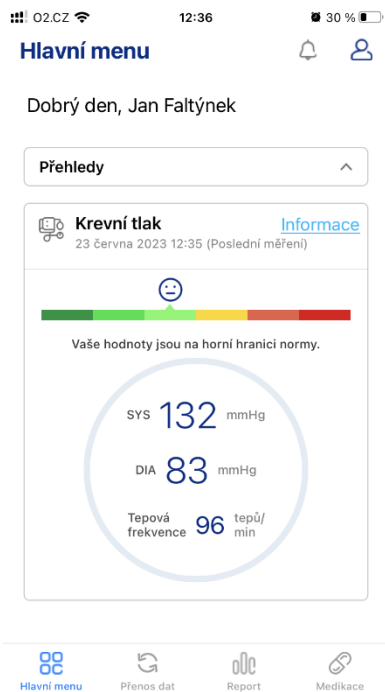 O2.CZ 12:36 30 %
Hlavní menu
Dobrý den, Jan Faltýnek
Přehledy
Krevní tlak Informace
23 června 2023 12:35 (Poslední měření)
Vaše hodnoty jsou na horní hranici normy.
SYS 132 mmHg
DIA 83 mmHg
Tepová frekvence 96 tepů/min
Hlavní menu Přenos dat Report Medikace